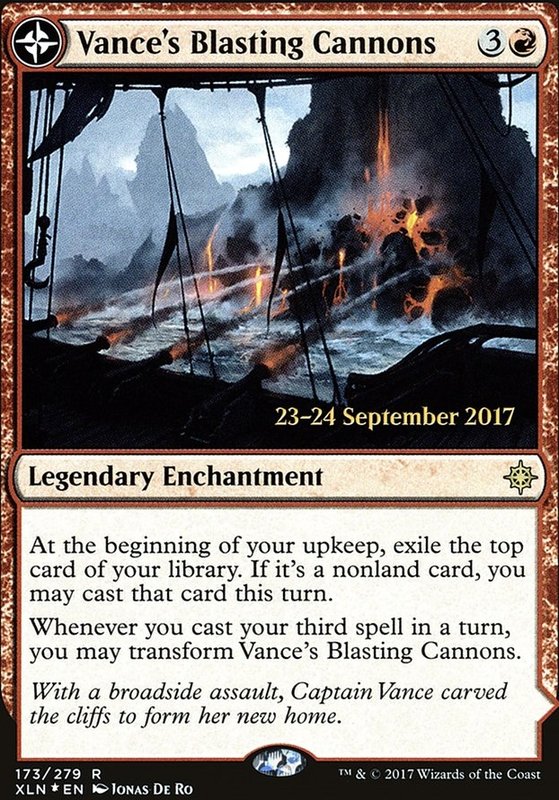 Vance's Blasting Cannons 3
23–24 September 2017
Legendary Enchantment
At the beginning of your upkeep, exile the top
card of your library. If it's a nonland card, you
may cast that card this turn.
Whenever you cast your third spell in a turn,
you may transform Vance's Blasting Cannons.
With a broadside assault, Captain Vance carved
the cliffs to form her new home.
173/279 R
XLN ★ EN Jonas De Ro
™ & © 2017 Wizards of the Coast